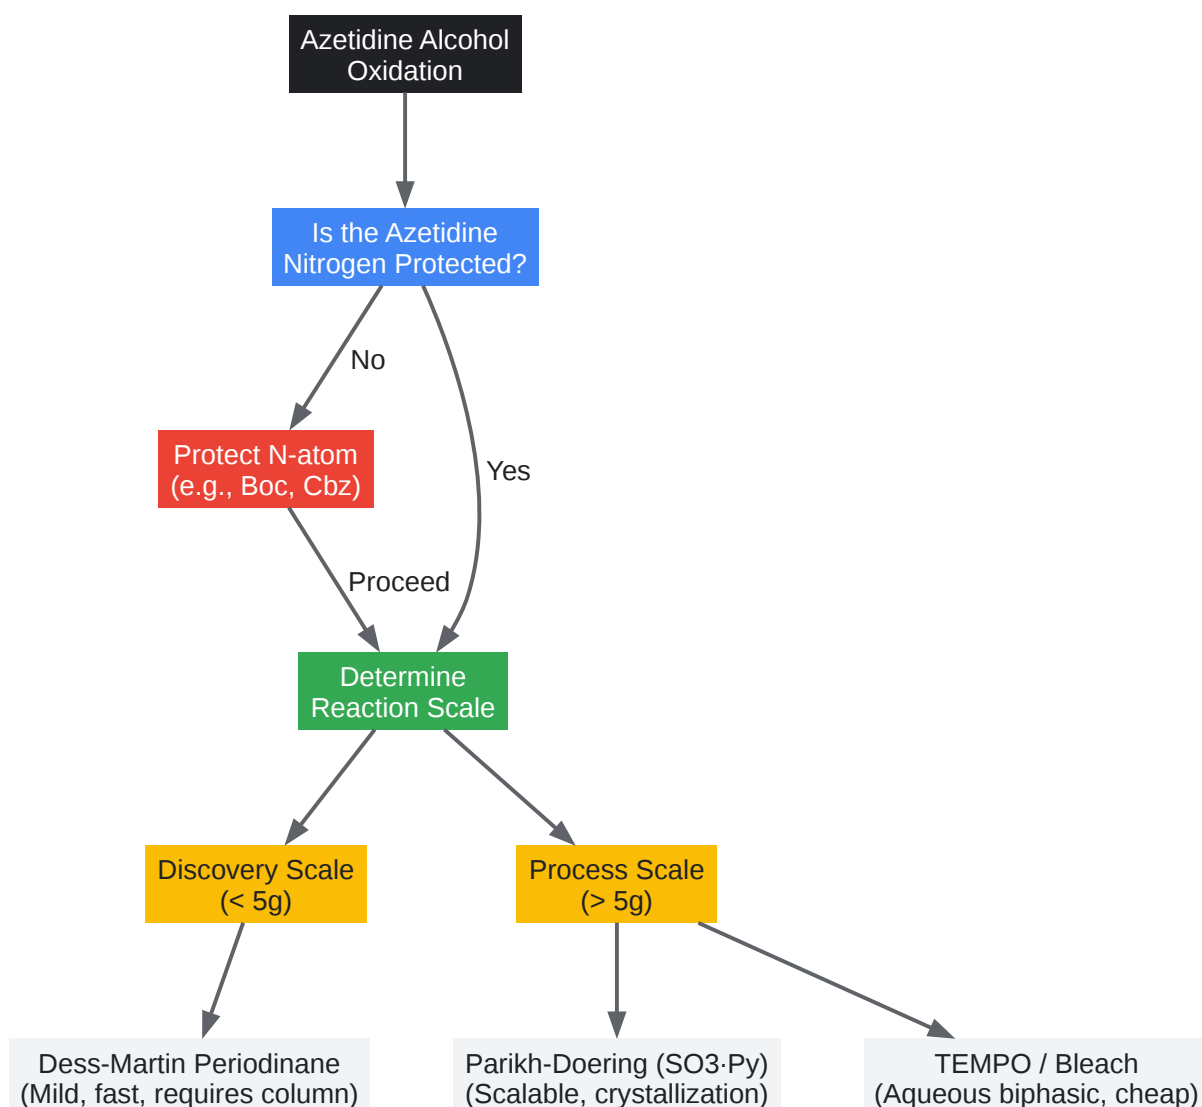 Azetidine Alcohol
Oxidation
Is the Azetidine
Nitrogen Protected?
No
Yes
Protect N-atom
(e.g., Boc, Cbz)
Proceed
Determine
Reaction Scale
Discovery Scale
(< 5g)
Process Scale
(> 5g)
Dess-Martin Periodinane
(Mild, fast, requires column)
Parikh-Doering (SO3·Py)
(Scalable, crystallization)
TEMPO / Bleach
(Aqueous biphasic, cheap)